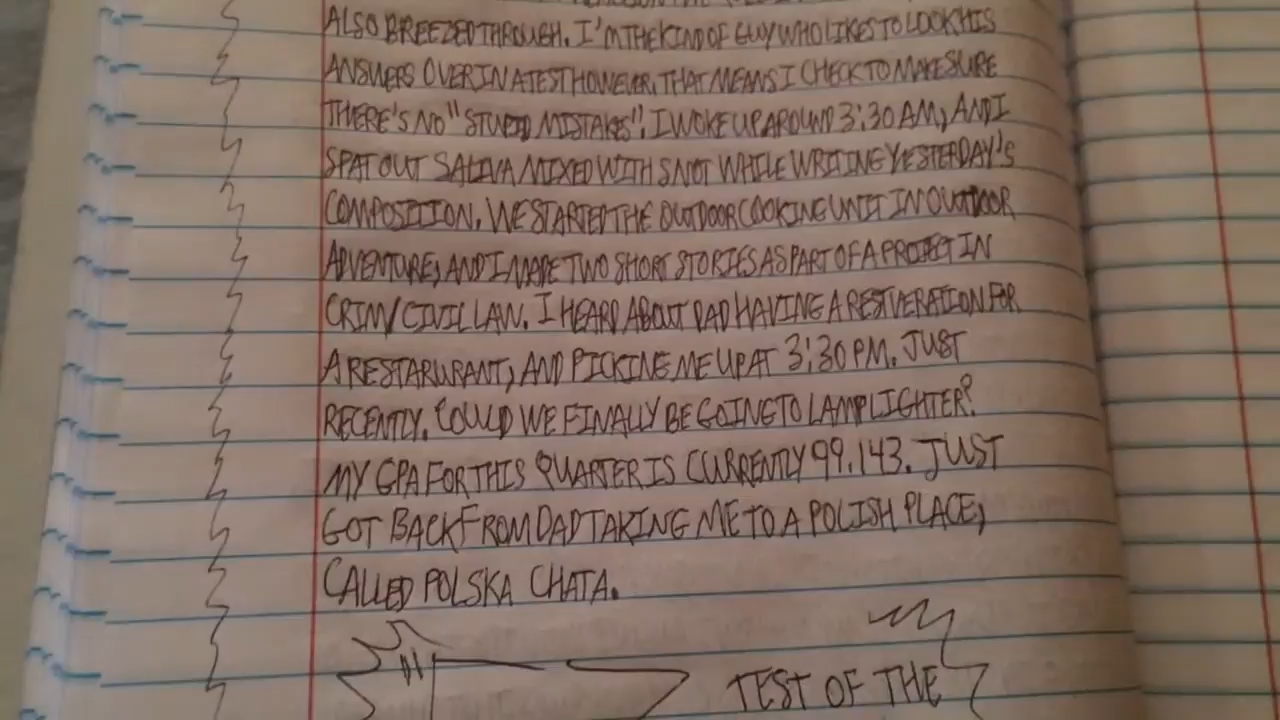 ALSO BREEZED THROUGH. I'M THE KIND OF GUY WHO LIKES TO LOOK HIS
ANSWERS OVER IN A TEST HOWEVER. THAT MEANS I CHECK TO MAKE SURE
THERE'S NO "STUPID MISTAKES". I WOKE UP AROUND 3:30 AM, AND I
SPAT OUT SALIVA MIXED WITH SNOT WHILE WRITING YESTERDAY'S
COMPOSITION. WE STARTED THE OUTDOOR COOKING UNIT IN OUTDOOR
ADVENTURE, AND I MADE TWO SHORT STORIES AS PART OF A PROJECT IN
CRIM/CIVIL LAW. I HEARD ABOUT DAD HAVING A RESTVERATION FOR
A RESTARURANT, AND PICKING ME UP AT 3:30 PM. JUST
RECENTLY. COULD WE FINALLY BE GOING TO LAMPLIGHTER?
MY GPA FOR THIS QUARTER IS CURRENTLY 99.143. JUST
GOT BACK FROM DAD TAKING ME TO A POLISH PLACE,
CALLED POLSKA CHATA.
TEST OF THE